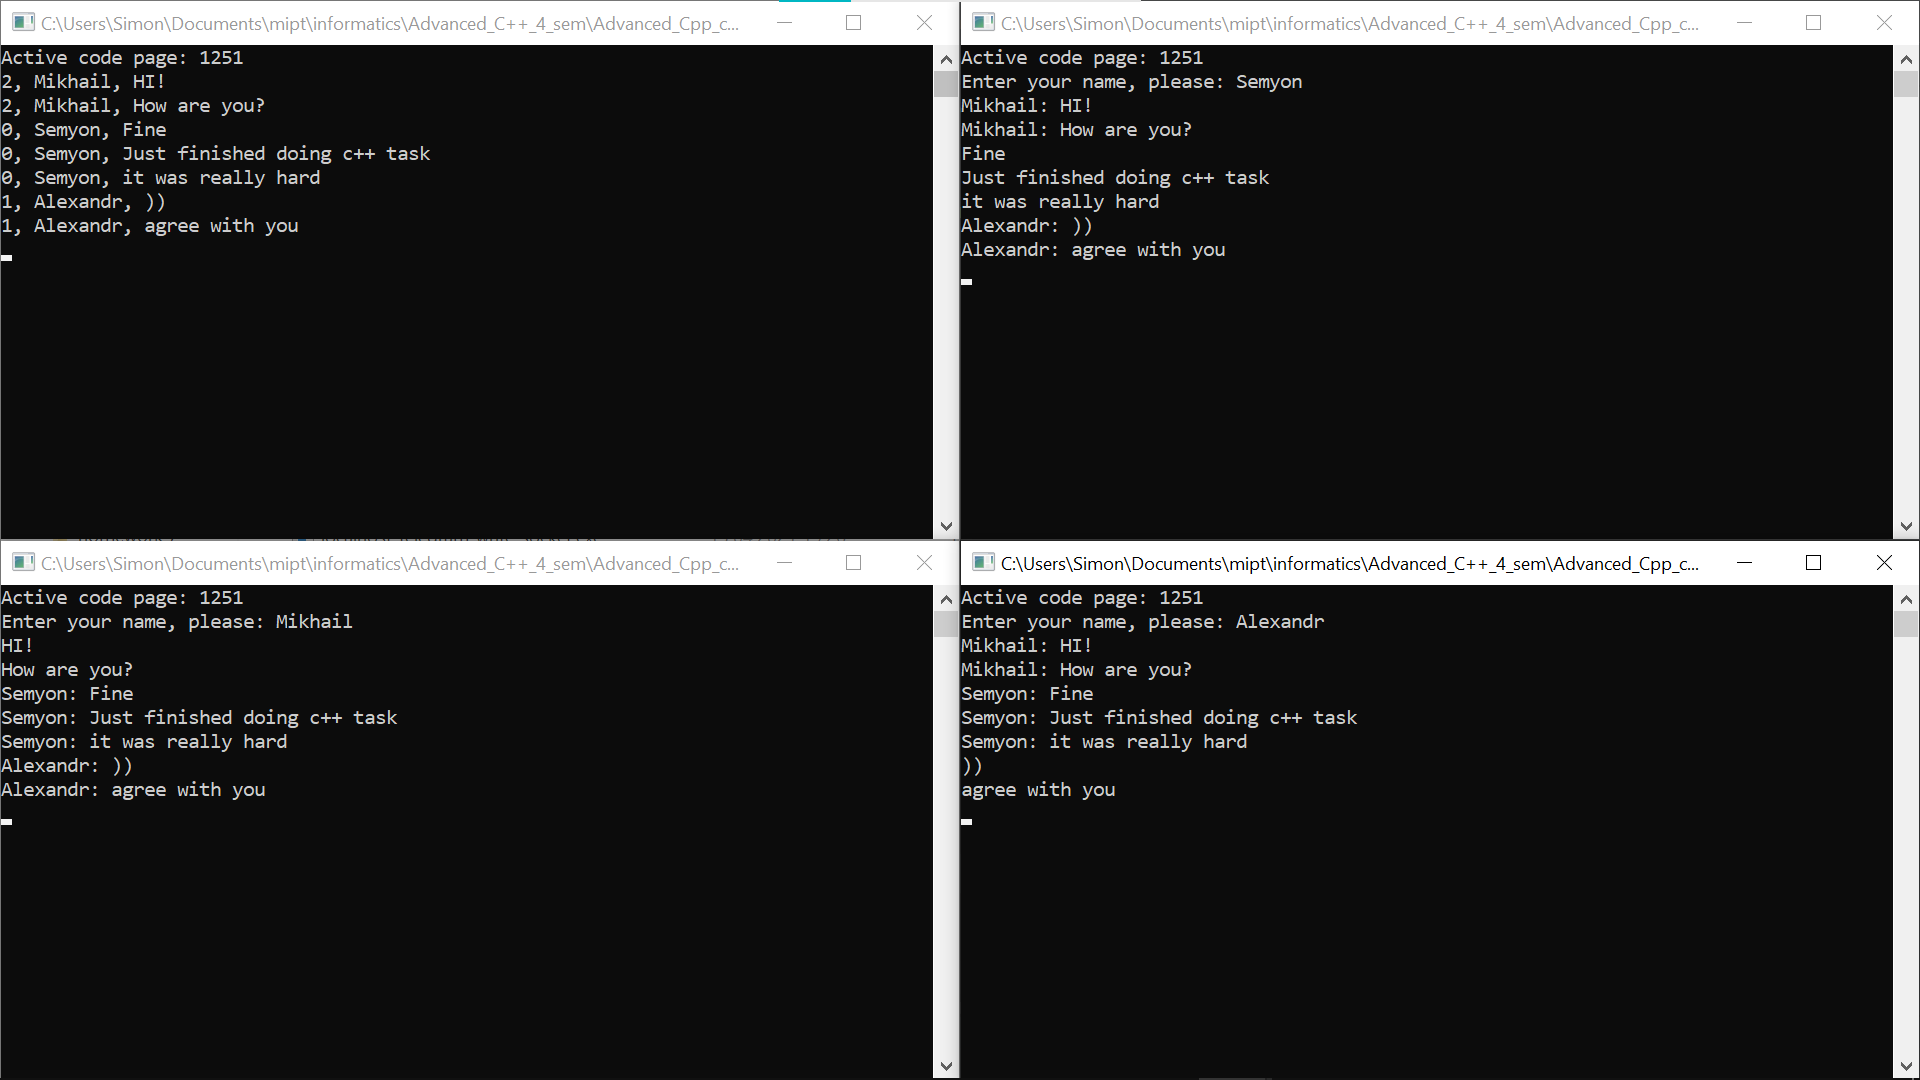 C:\Users\Simon\Documents\mipt\informatics\Advanced_C++_4_sem\Advanced_Cpp_c...
Active code page: 1251
2, Mikhail, HI!
2, Mikhail, How are you?
0, Semyon, Fine
0, Semyon, Just finished doing c++ task
0, Semyon, it was really hard
1, Alexandr, ))
1, Alexandr, agree with you
C:\Users\Simon\Documents\mipt\informatics\Advanced_C++_4_sem\Advanced_Cpp_c...
Active code page: 1251
Enter your name, please: Semyon
Mikhail: HI!
Mikhail: How are you?
Fine
Just finished doing c++ task
it was really hard
Alexandr: ))
Alexandr: agree with you
C:\Users\Simon\Documents\mipt\informatics\Advanced_C++_4_sem\Advanced_Cpp_c...
Active code page: 1251
Enter your name, please: Mikhail
HI!
How are you?
Semyon: Fine
Semyon: Just finished doing c++ task
Semyon: it was really hard
Alexandr: ))
Alexandr: agree with you
C:\Users\Simon\Documents\mipt\informatics\Advanced_C++_4_sem\Advanced_Cpp_c...
Active code page: 1251
Enter your name, please: Alexandr
Mikhail: HI!
Mikhail: How are you?
Semyon: Fine
Semyon: Just finished doing c++ task
Semyon: it was really hard
))
agree with you